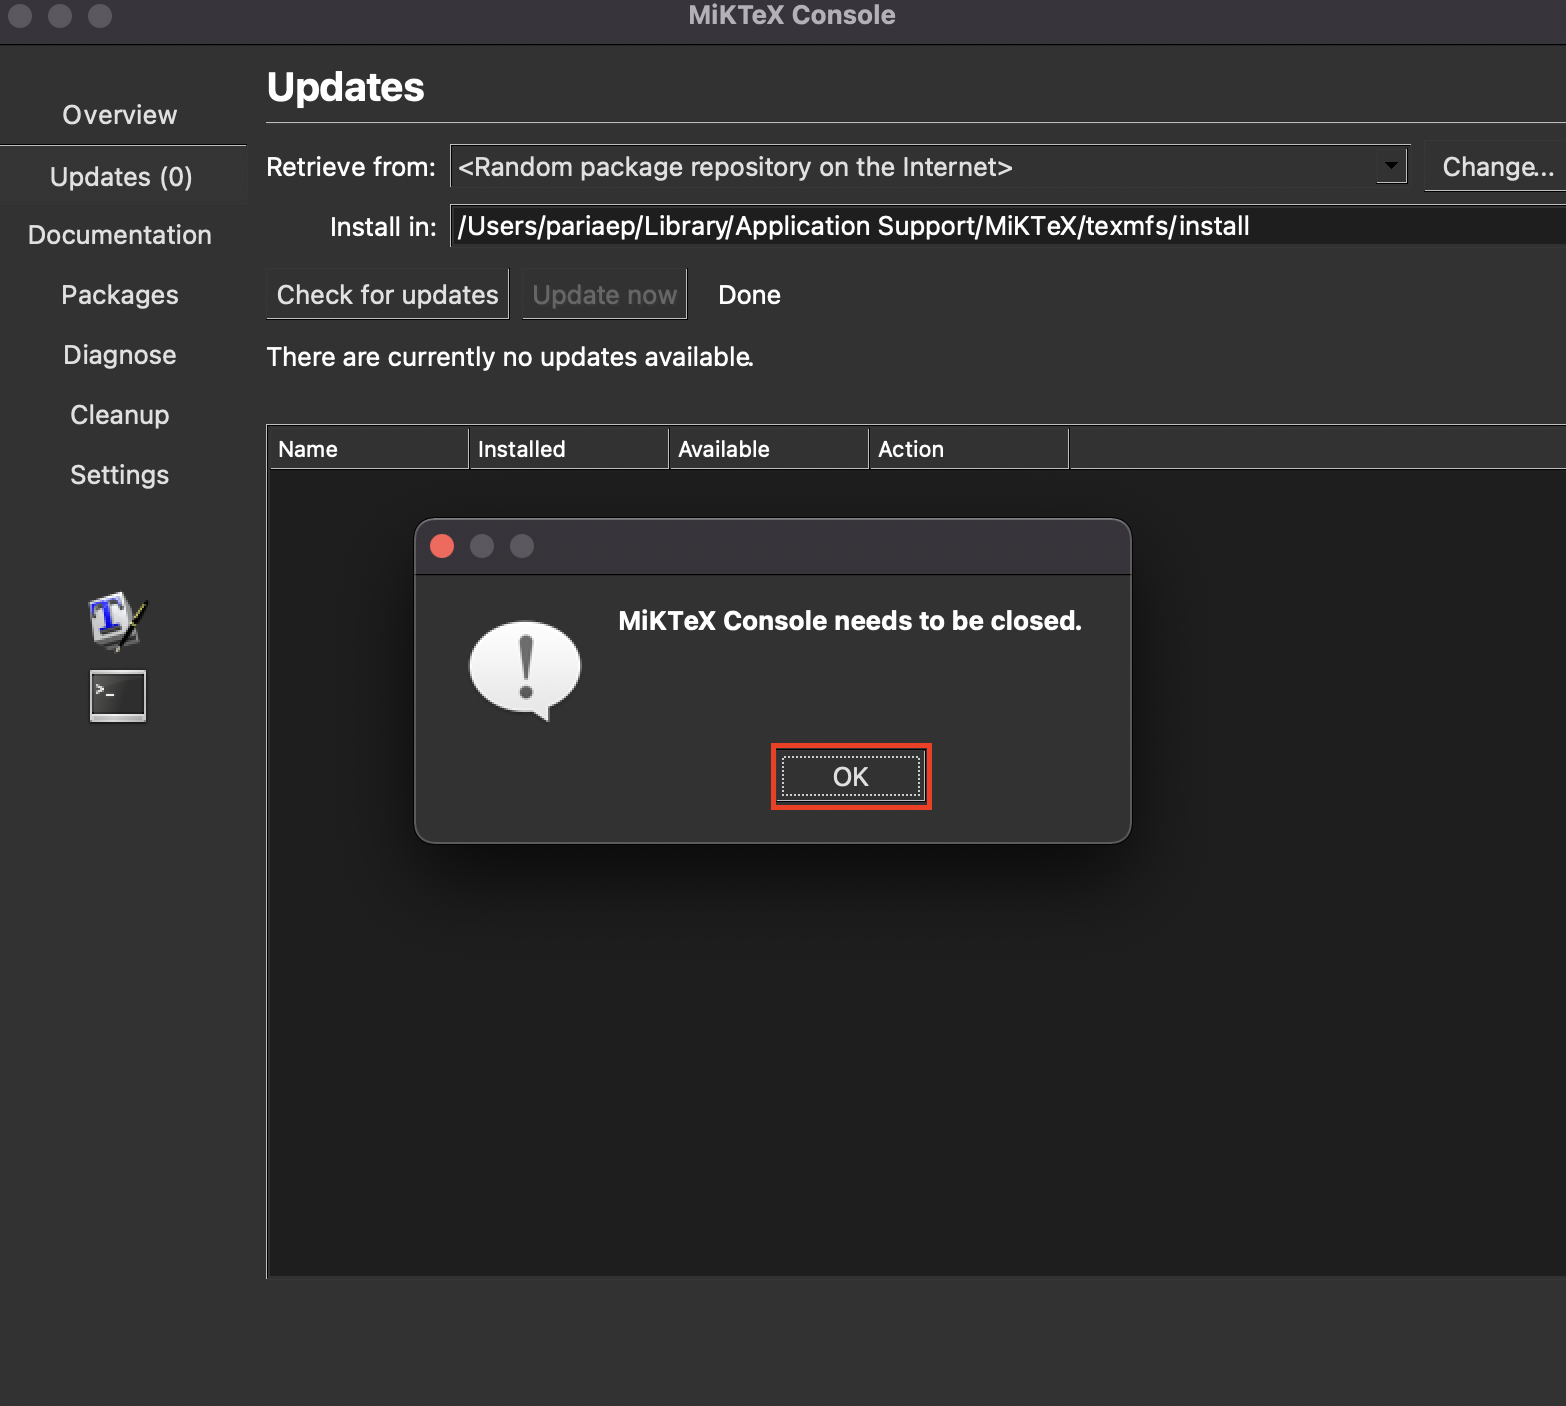 MiKTeX Console
Overview
Updates (0)
Documentation
Packages
Diagnose
Cleanup
Settings
Updates
Retrieve from: <Random package repository on the Internet> Change...
Install in: /Users/pariaep/Library/Application Support/MiKTeX/texmfs/install
Check for updates Update now Done
There are currently no updates available.
Name Installed Available Action
MiKTeX Console needs to be closed.
OK